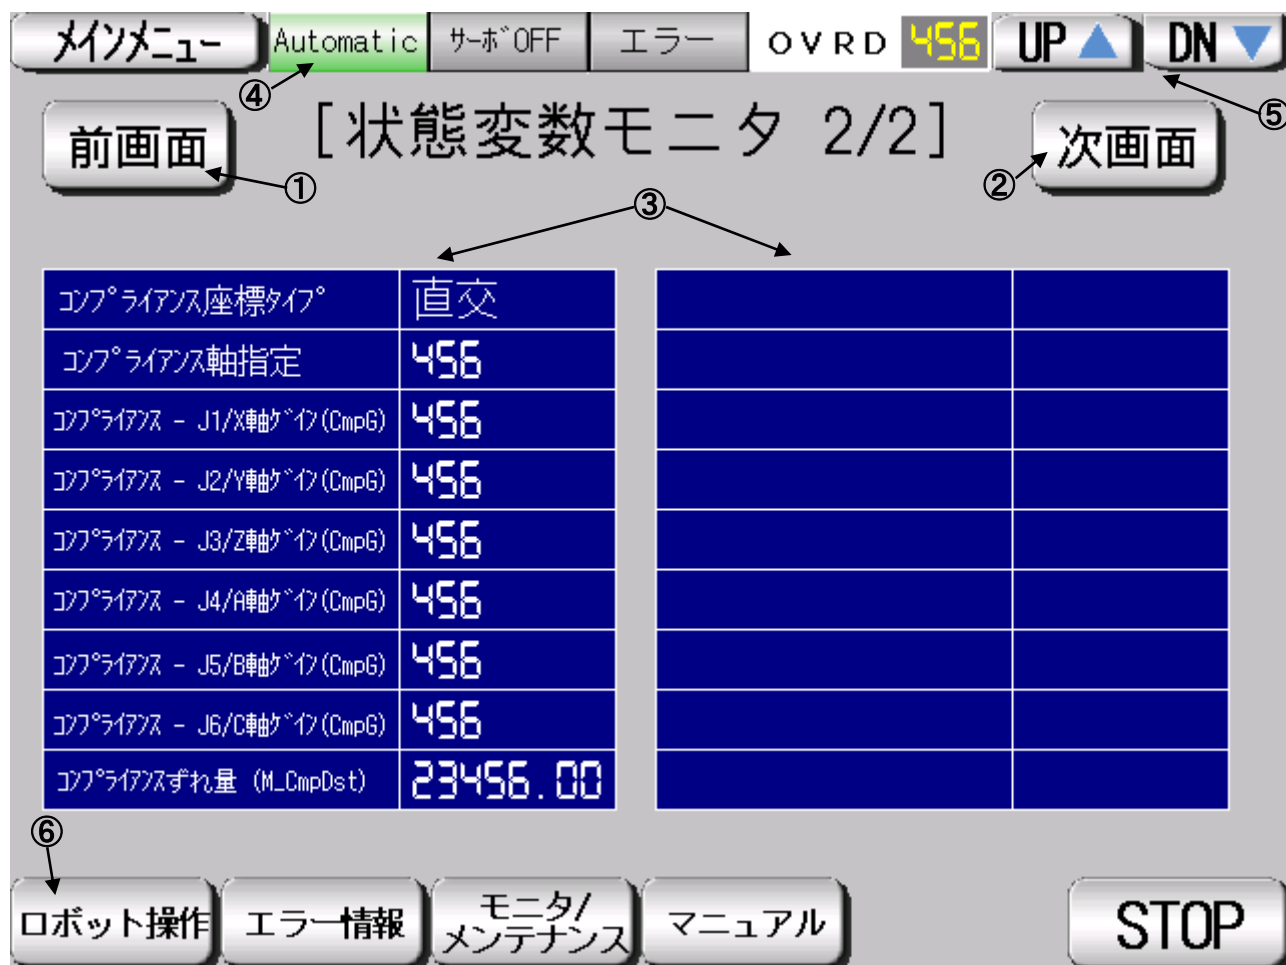 メインメニュー Automatic サーボOFF エラー OVRD 456 UP DN
④ ⑤
前画面 [状態変数モニタ 2/2] 次画面
① ② ③
コンプライアンス座標タイプ 直交
コンプライアンス軸指定 456
コンプライアンス - J1/X軸ゲイン(CmpG) 456
コンプライアンス - J2/Y軸ゲイン(CmpG) 456
コンプライアンス - J3/Z軸ゲイン(CmpG) 456
コンプライアンス - J4/A軸ゲイン(CmpG) 456
コンプライアンス - J5/B軸ゲイン(CmpG) 456
コンプライアンス - J6/C軸ゲイン(CmpG) 456
コンプライアンスずれ量 (M_CmpDst) 23456.00
⑥
ロボット操作 エラー情報 モニタ/
メンテナンス マニュアル STOP